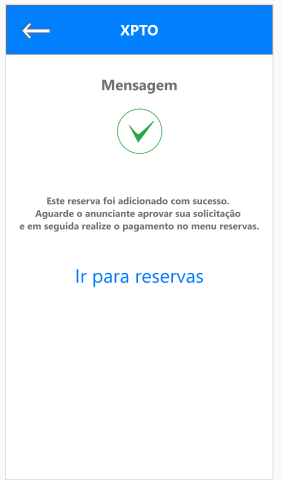 XPTO
Mensagem
Este reserva foi adicionado com sucesso.
Aguarde o anunciante aprovar sua solicitação
e em seguida realize o pagamento no menu reservas.
Ir para reservas